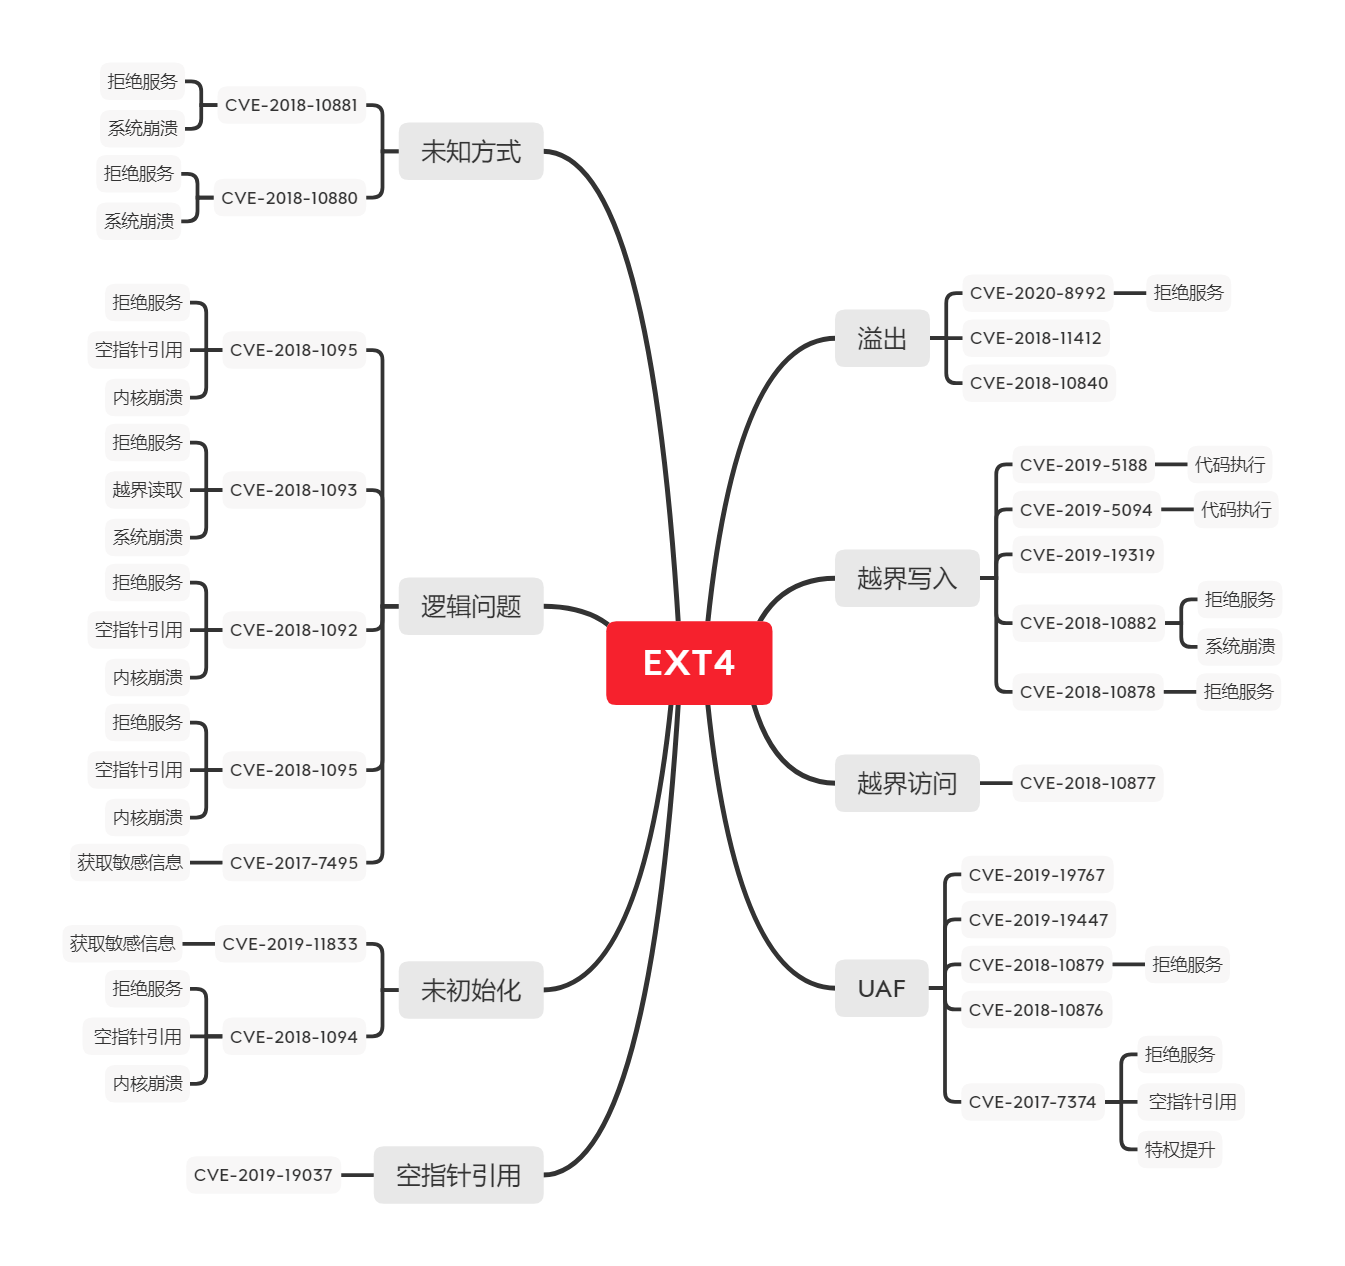 EXT4
未知方式
CVE-2018-10881
拒绝服务
系统崩溃
CVE-2018-10880
拒绝服务
系统崩溃
逻辑问题
CVE-2018-1095
拒绝服务
空指针引用
内核崩溃
CVE-2018-1093
拒绝服务
越界读取
系统崩溃
CVE-2018-1092
拒绝服务
空指针引用
内核崩溃
CVE-2018-1095
拒绝服务
空指针引用
内核崩溃
CVE-2017-7495
获取敏感信息
未初始化
CVE-2019-11833
获取敏感信息
CVE-2018-1094
拒绝服务
空指针引用
内核崩溃
空指针引用
CVE-2019-19037
溢出
CVE-2020-8992
拒绝服务
CVE-2018-11412
CVE-2018-10840
越界写入
CVE-2019-5188
代码执行
CVE-2019-5094
代码执行
CVE-2019-19319
CVE-2018-10882
拒绝服务
系统崩溃
CVE-2018-10878
拒绝服务
越界访问
CVE-2018-10877
UAF
CVE-2019-19767
CVE-2019-19447
CVE-2018-10879
拒绝服务
CVE-2018-10876
CVE-2017-7374
拒绝服务
空指针引用
特权提升